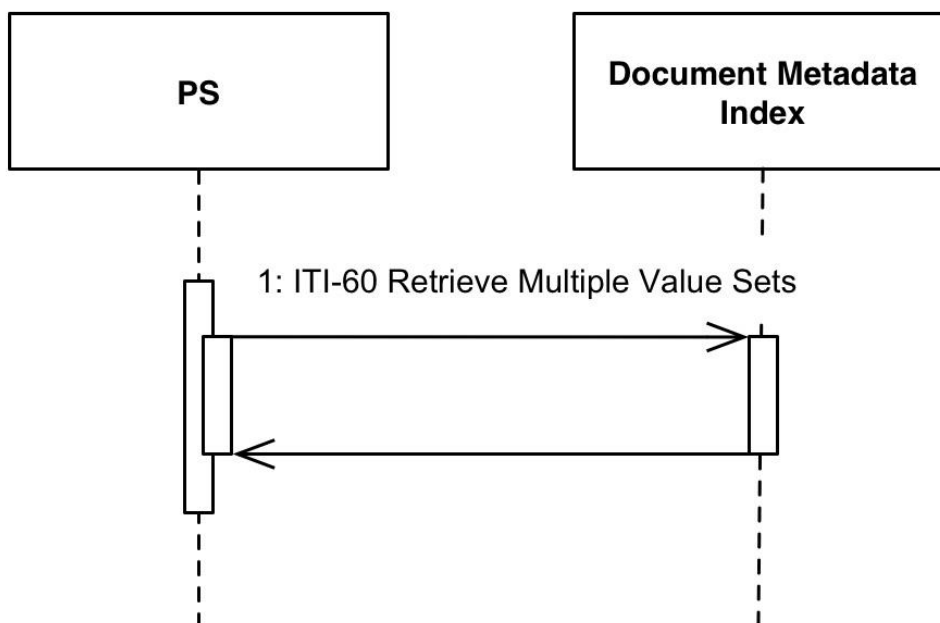 PS
Document Metadata
Index
1: ITI-60 Retrieve Multiple Value Sets